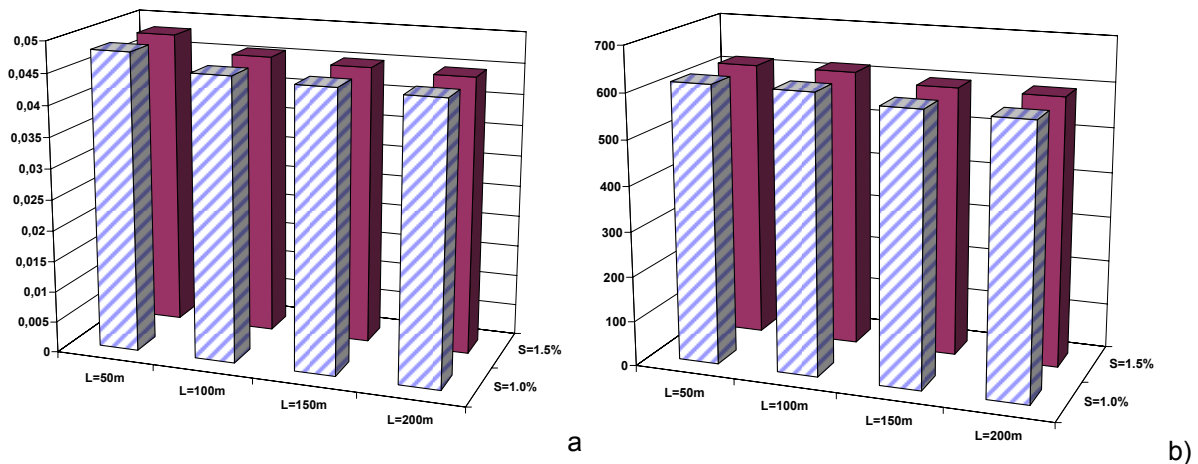 0,05
0,045
0,04
0,035
0,03
0,025
0,02
0,015
0,01
0,005
0
L=50m
L=100m
L=150m
L=200m
S=1.0%
S=1.5%
a
700
600
500
400
300
200
100
0
L=50m
L=100m
L=150m
L=200m
S=1.0%
S=1.5%
b)